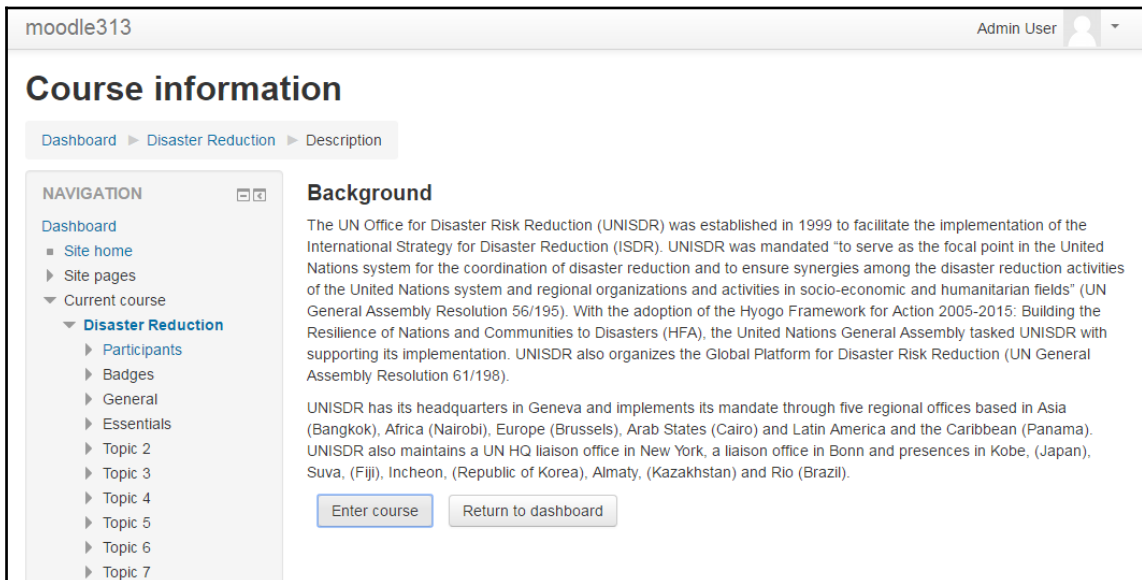 moodle313
Admin User
Course information
Dashboard
Disaster Reduction
Description
NAVIGATION
Dashboard
Site home
Site pages
Current course
Disaster Reduction
Participants
Badges
General
Essentials
Topic 2
Topic 3
Topic 4
Topic 5
Topic 6
Topic 7
Background
The UN Office for Disaster Risk Reduction (UNISDR) was established in 1999 to facilitate the implementation of the
International Strategy for Disaster Reduction (ISDR). UNISDR was mandated “to serve as the focal point in the United
Nations system for the coordination of disaster reduction and to ensure synergies among the disaster reduction activities
of the United Nations system and regional organizations and activities in socio-economic and humanitarian fields” (UN
General Assembly Resolution 56/195). With the adoption of the Hyogo Framework for Action 2005-2015: Building the
Resilience of Nations and Communities to Disasters (HFA), the United Nations General Assembly tasked UNISDR with
supporting its implementation. UNISDR also organizes the Global Platform for Disaster Risk Reduction (UN General
Assembly Resolution 61/198).
UNISDR has its headquarters in Geneva and implements its mandate through five regional offices based in Asia
(Bangkok), Africa (Nairobi), Europe (Brussels), Arab States (Cairo) and Latin America and the Caribbean (Panama).
UNISDR also maintains a UN HQ liaison office in New York, a liaison office in Bonn and presences in Kobe, (Japan),
Suva, (Fiji), Incheon, (Republic of Korea), Almaty, (Kazakhstan) and Rio (Brazil).
Enter course
Return to dashboard